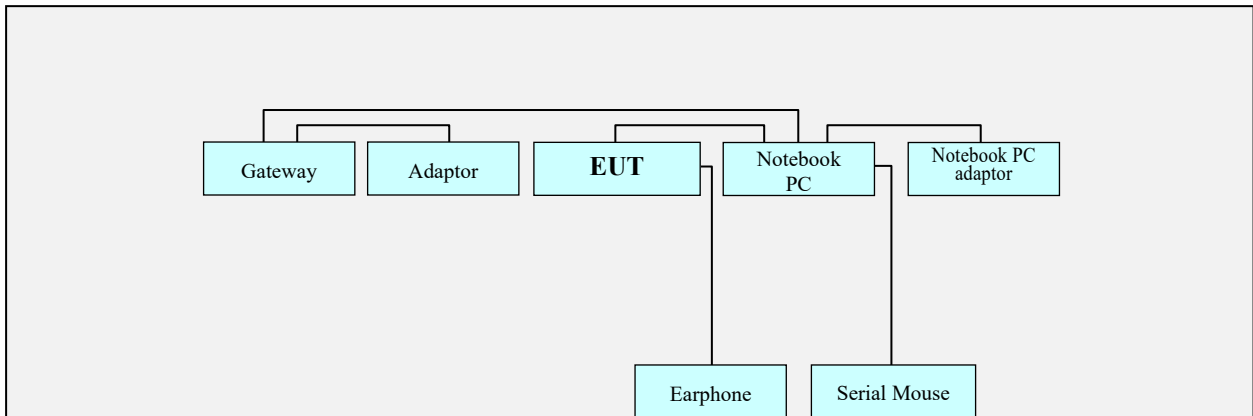 Gateway
Adaptor
EUT
Notebook
PC
Notebook PC
adaptor
Earphone
Serial Mouse